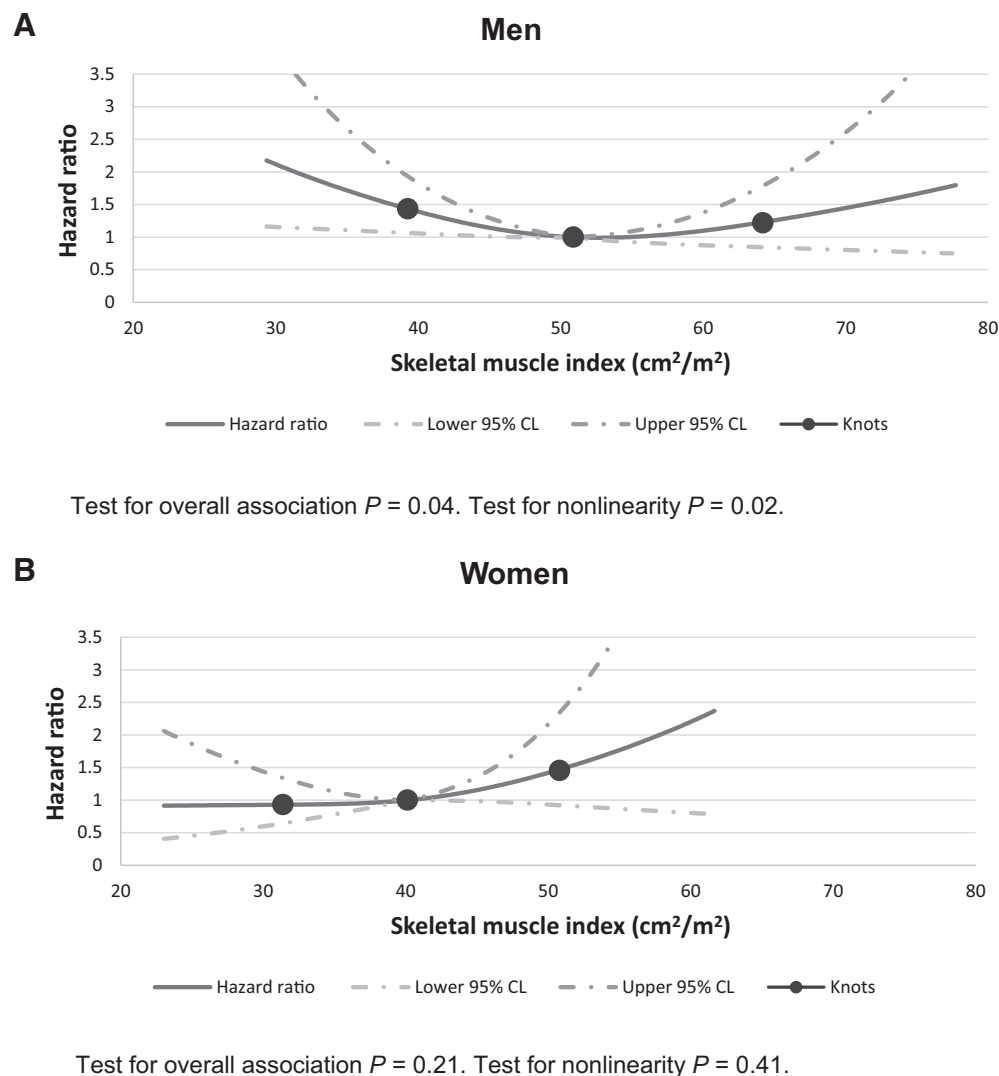 A
Men
3.5
3
2.5
2
1.5
1
0.5
0
Hazard ratio
20 30 40 50 60 70 80
Skeletal muscle index (cm²/m²)
Hazard ratio Lower 95% CL Upper 95% CL Knots
Test for overall association P = 0.04. Test for nonlinearity P = 0.02.
B
Women
3.5
3
2.5
2
1.5
1
0.5
0
Hazard ratio
20 30 40 50 60 70 80
Skeletal muscle index (cm²/m²)
Hazard ratio Lower 95% CL Upper 95% CL Knots
Test for overall association P = 0.21. Test for nonlinearity P = 0.41.